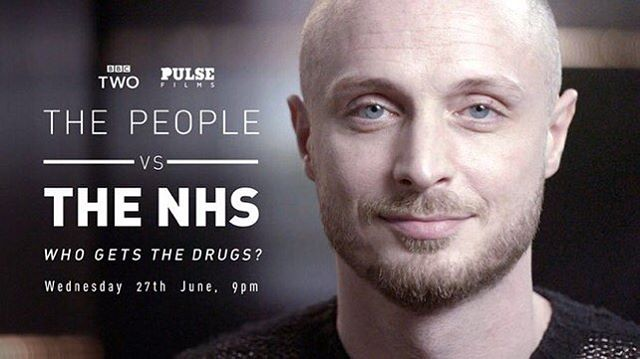 BBC
TWO
PULSE
FILMS
THE PEOPLE
VS
THE NHS
WHO GETS THE DRUGS?
Wednesday 27th June, 9pm